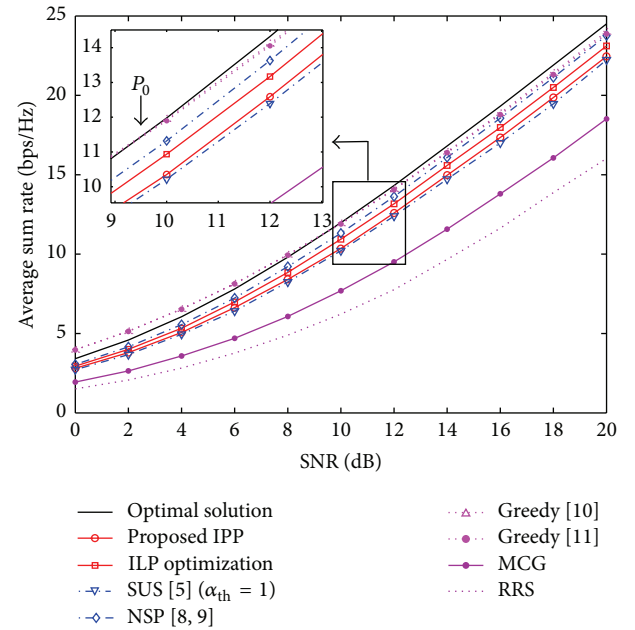 25
20
15
10
5
0
Average sum rate (bps/Hz)
14
13
12
11
10
P0
9 10 11 12 13
0 2 4 6 8 10 12 14 16 18 20
SNR (dB)
Optimal solution
Proposed IPP
ILP optimization
SUS [5] (αth = 1)
NSP [8, 9]
Greedy [10]
Greedy [11]
MCG
RRS